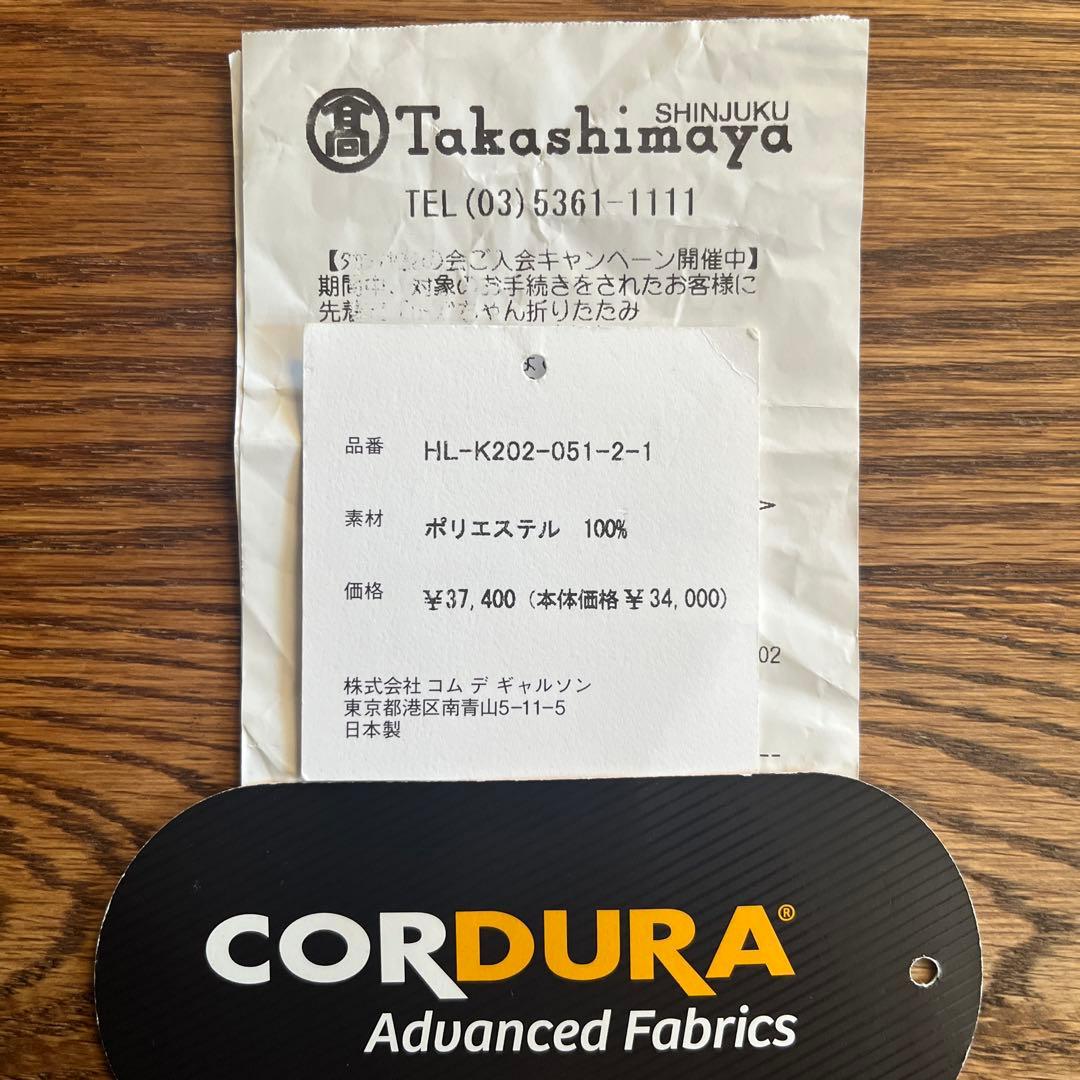 髙 Takashimaya
SHINJUKU
TEL(03)5361-1111
の会ご入会キャンペーン開催中】
対象のお手続きをされたお客様に
ちゃん折りたたみ
品番 HL-K202-051-2-1
素材 ポリエステル 100%
価格 ¥37,400 (本体価格¥34,000)
02
株式会社 コム デ ギャルソン
東京都港区南青山5-11-5
日本製
--
CORDURA®
Advanced Fabrics